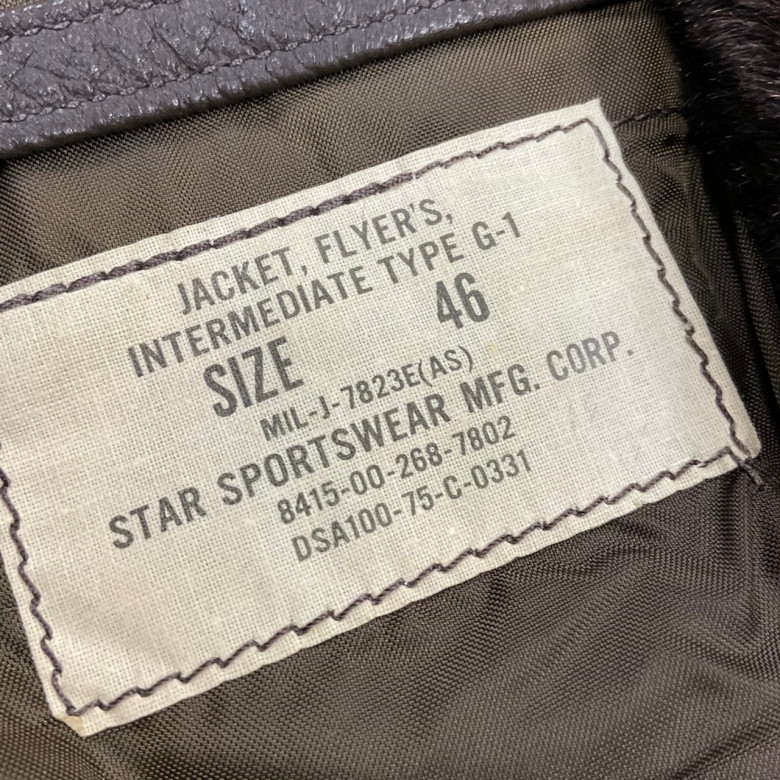 JACKET, FLYER'S,
INTERMEDIATE TYPE G-1
SIZE 46
MIL-J-7823E(AS)
STAR SPORTSWEAR MFG. CORP.
8415-00-268-7802
DSA100-75-C-0331